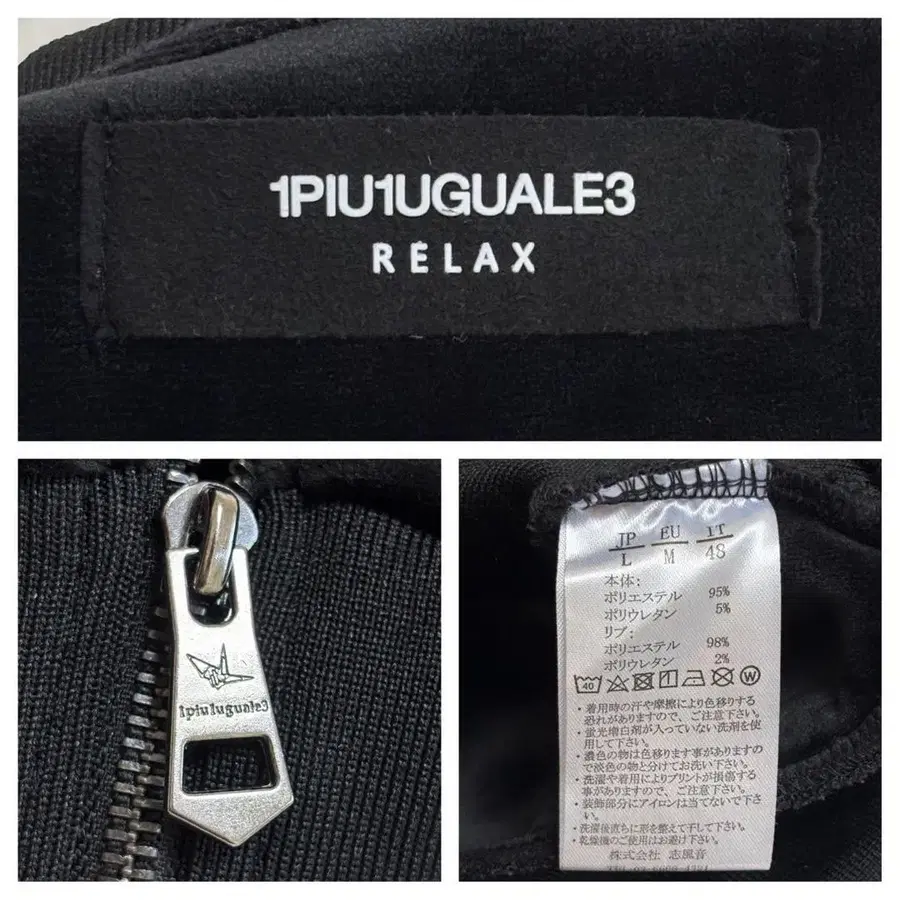 1PIU1UGUALE3
RELAX
1piu1uguale3
JP EU IT
L M 48
本体:
ポリエステル 95%
ポリウレタン 5%
リブ:
ポリエステル 98%
ポリウレタン 2%
40 W
・着用時の汗や摩擦により色移りする
恐れがありますので、ご注意下さい。
・蛍光増白剤が入っていない洗剤を使
用して下さい。
・濃色の物は色移ります事がありますの
で淡色の物と分けてお洗い下さい。
・洗濯や着用によりプリントが損傷する
事がありますので、ご注意下さい。
・装飾部分にアイロンは当てないで下さ
い。
・洗濯後直ちに形を整えて干して下さい。
・乾燥機のご使用はお避け下さい。
株式会社 志風音